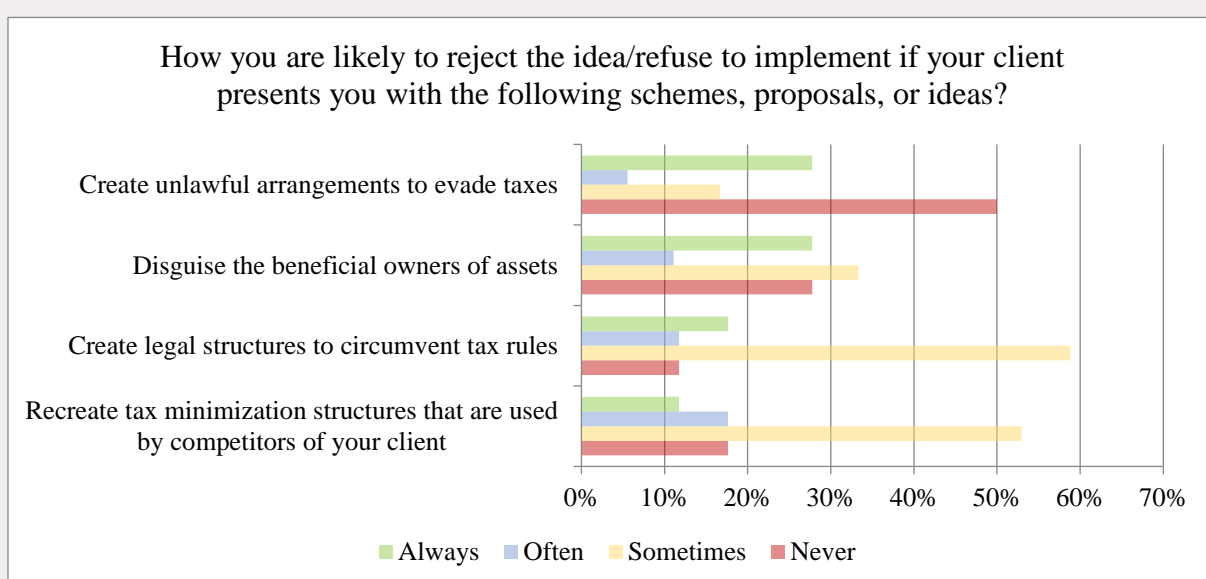 How you are likely to reject the idea/refuse to implement if your client
presents you with the following schemes, proposals, or ideas?
Create unlawful arrangements to evade taxes
Disguise the beneficial owners of assets
Create legal structures to circumvent tax rules
Recreate tax minimization structures that are used
by competitors of your client
0% 10% 20% 30% 40% 50% 60% 70%
Always Often Sometimes Never